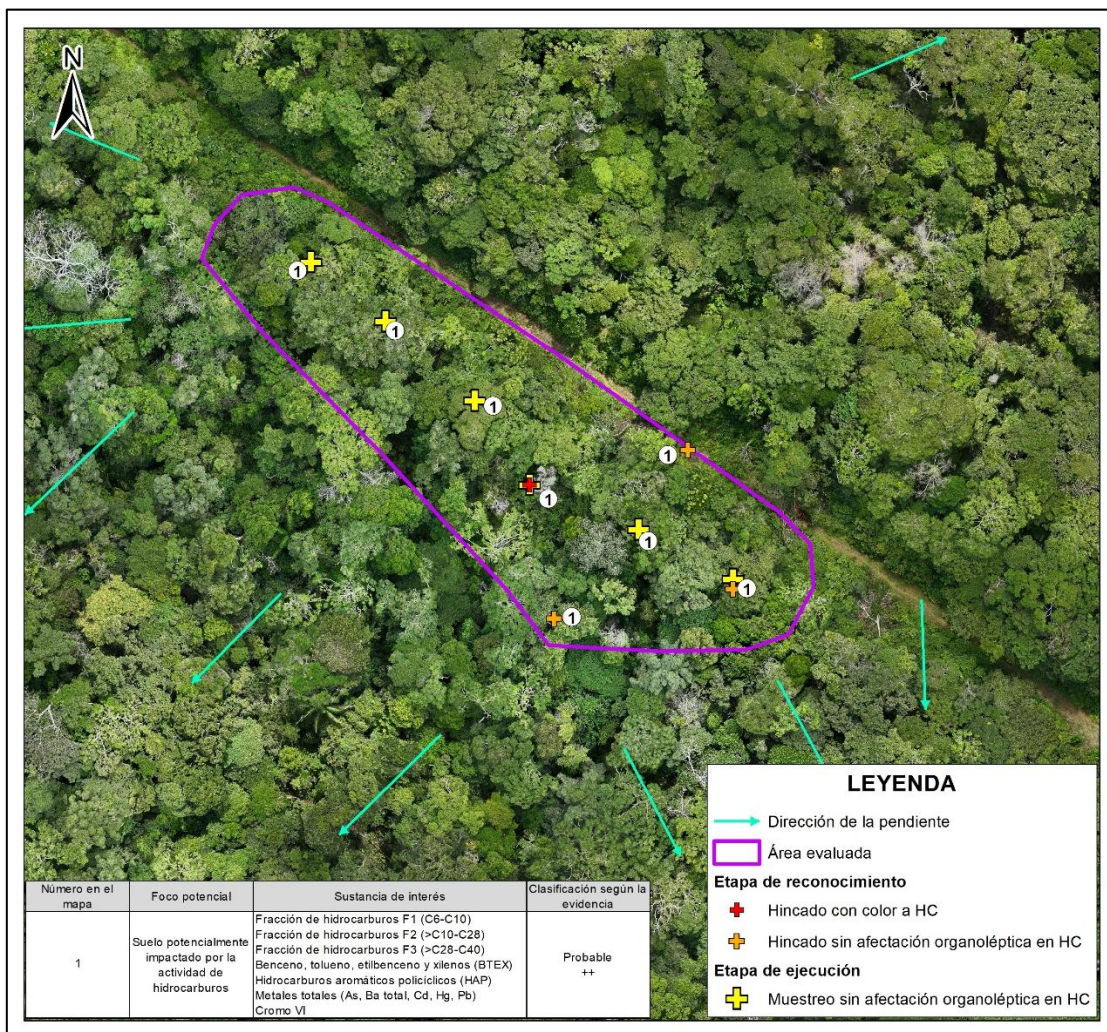 N
1
1
1
1
1
1
1
1
LEYENDA
Dirección de la pendiente
Área evaluada
Etapa de reconocimiento
Hincado con color a HC
Hincado sin afectación organoléptica en HC
Etapa de ejecución
Muestreo sin afectación organoléptica en HC
Número en el mapa
Foco potencial
Sustancia de interés
Clasificación según la evidencia
1
Suelo potencialmente
impactado por la
actividad de
hidrocarburos
Fracción de hidrocarburos F1 (C6-C10)
Fracción de hidrocarburos F2 (>C10-C28)
Fracción de hidrocarburos F3 (>C28-C40)
Benceno, tolueno, etilbenceno y xilenos (BTEX)
Hidrocarburos aromáticos policíclicos (HAP)
Metales totales (As, Ba total, Cd, Hg, Pb)
Cromo VI
Probable
++